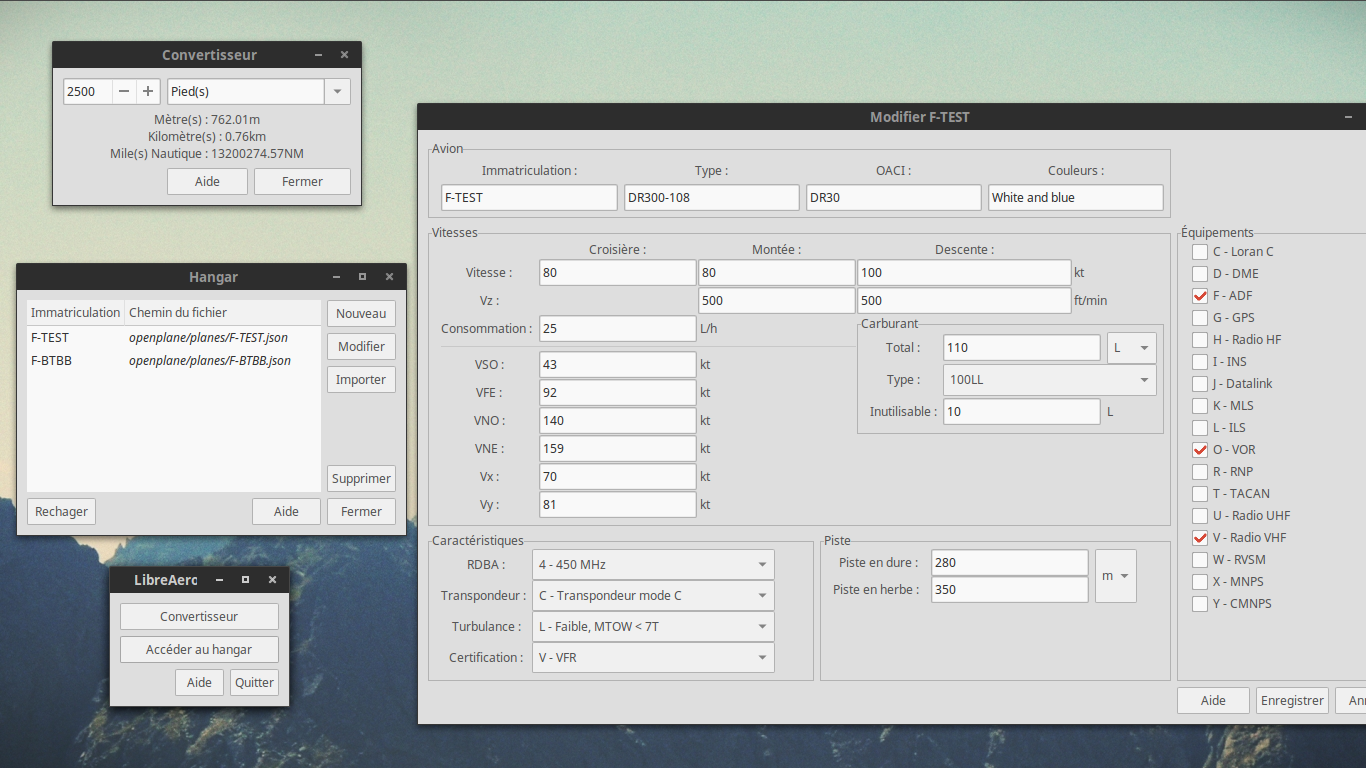 Convertisseur
2500
Pied(s)
Mètre(s) : 762.01m
Kilomètre(s) : 0.76km
Mile(s) Nautique : 13200274.57NM
Aide
Fermer
Hangar
Immatriculation Chemin du fichier
F-TEST openplane/planes/F-TEST.json
F-BTBB openplane/planes/F-BTBB.json
Nouveau
Modifier
Importer
Supprimer
Rechager
Aide
Fermer
LibreAero
Convertisseur
Accéder au hangar
Aide
Quitter
Modifier F-TEST
Avion
Immatriculation : Type : OACI : Couleurs :
F-TEST DR300-108 DR30 White and blue
Vitesses
Croisière : Montée : Descente :
Vitesse : 80 80 100 kt
Vz : 500 500 ft/min
Consommation : 25 L/h
VSO : 43 kt
VFE : 92 kt
VNO : 140 kt
VNE : 159 kt
Vx : 70 kt
Vy : 81 kt
Carburant
Total : 110 L
Type : 100LL
Inutilisable : 10 L
Caractéristiques
RDBA : 4 - 450 MHz
Transpondeur : C - Transpondeur mode C
Turbulance : L - Faible, MTOW < 7T
Certification : V - VFR
Piste
Piste en dure : 280
Piste en herbe : 350
m
Équipements
C - Loran C
D - DME
F - ADF
G - GPS
H - Radio HF
I - INS
J - Datalink
K - MLS
L - ILS
O - VOR
R - RNP
T - TACAN
U - Radio UHF
V - Radio VHF
W - RVSM
X - MNPS
Y - CMNPS
Aide
Enregistrer